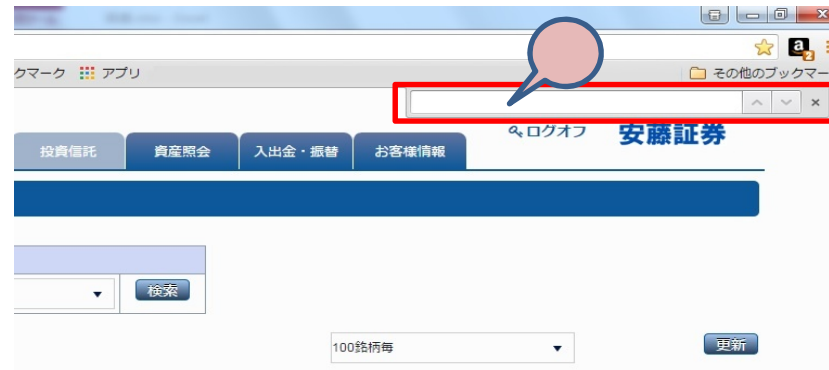 クマーク アプリ
その他のブックマー
投資信託 資産照会 入出金・振替 お客様情報 ログオフ 安藤証券
検索
100銘柄毎 更新